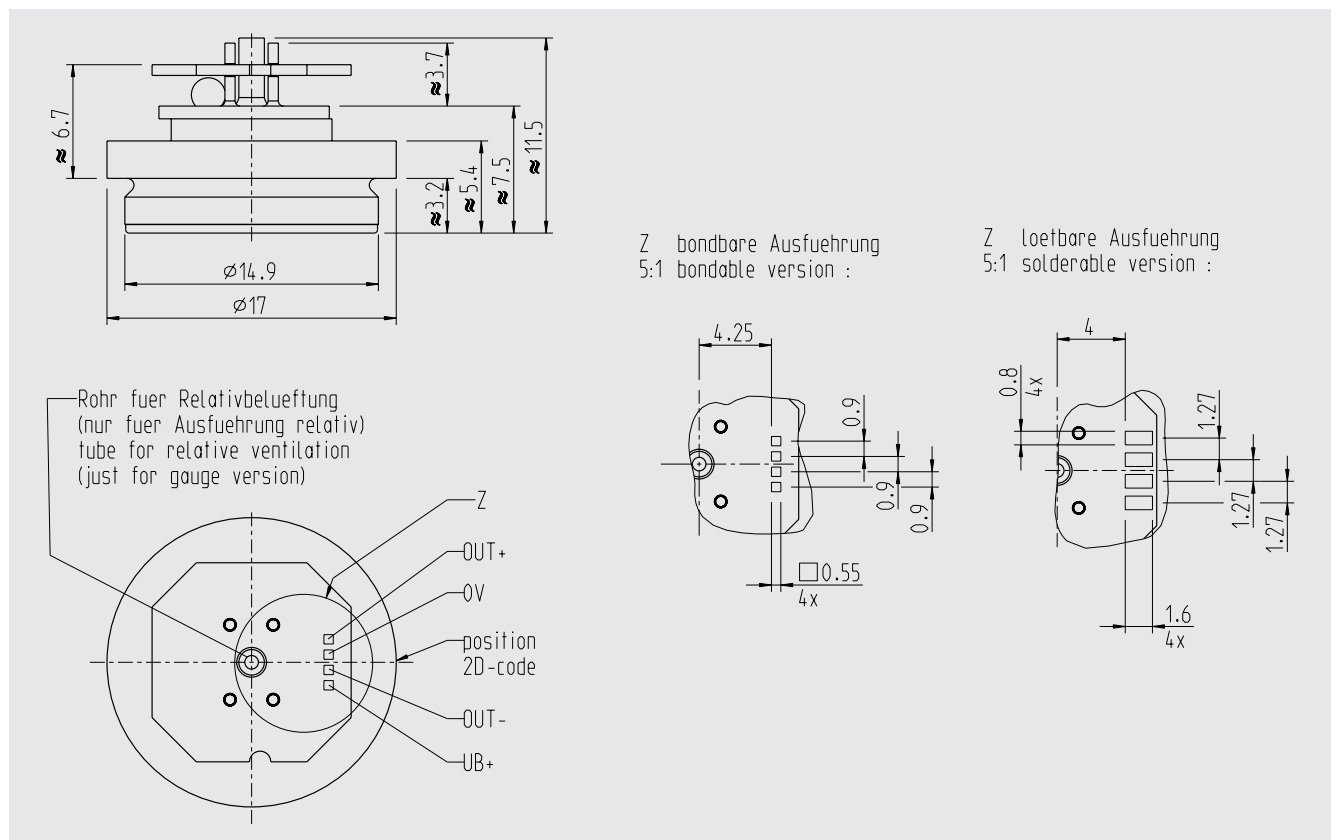 ≈6.7
≈3.7
≈11.5
≈7.5
≈5.4
≈3.2
⌀14.9
⌀17
Z bondbare Ausfuehrung
5:1 bondable version :
Z loetbare Ausfuehrung
5:1 solderable version :
4.25
0.9
0.9
0.9
□0.55
4x
4
0.8
4x
1.27
1.27
1.27
1.6
4x
Rohr fuer Relativbelueftung
(nur fuer Ausfuehrung relativ)
tube for relative ventilation
(just for gauge version)
Z
OUT+
0V
position
2D-code
OUT-
UB+